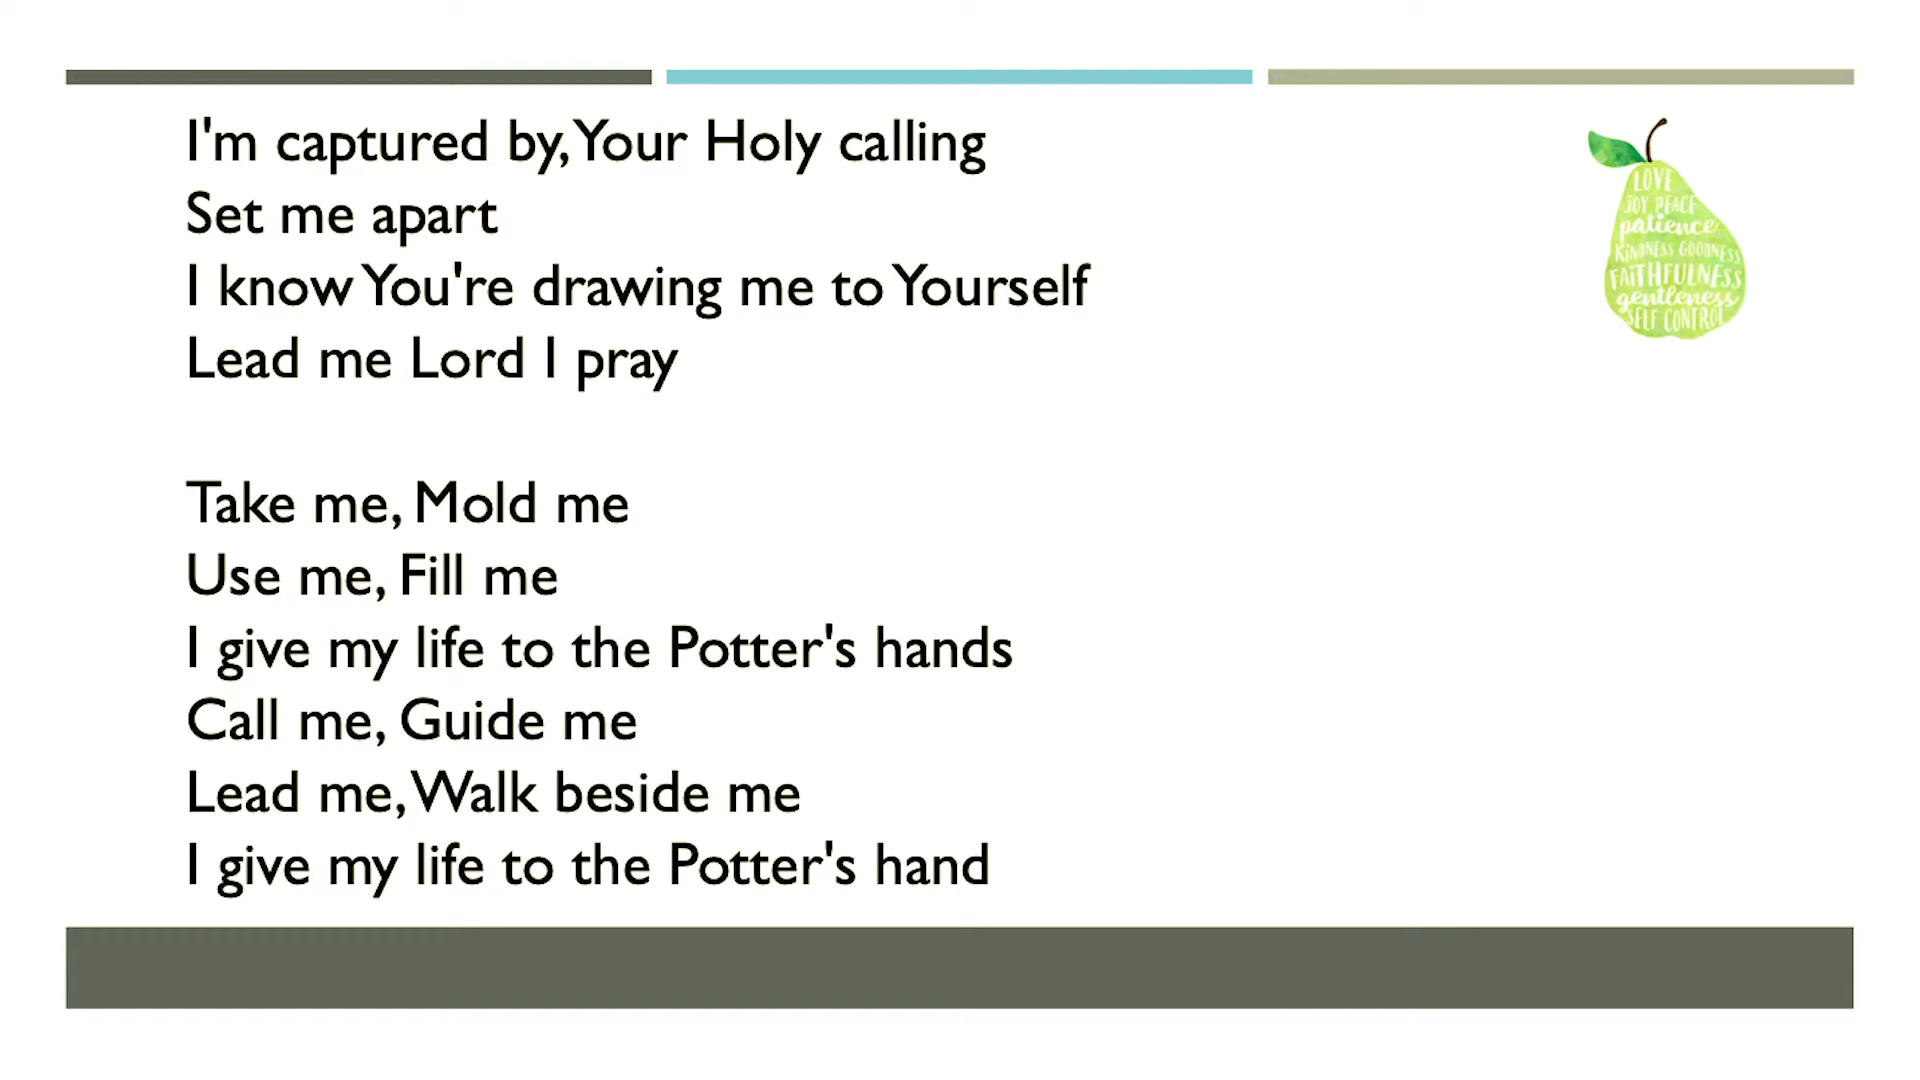 I'm captured by, Your Holy calling
Set me apart
I know You're drawing me to Yourself
Lead me Lord I pray
Take me, Mold me
Use me, Fill me
I give my life to the Potter's hands
Call me, Guide me
Lead me, Walk beside me
I give my life to the Potter's hand
LOVE
JOY PEACE
patience
KINDNESS GOODNESS
FAITHFULNESS
gentleness
SELF CONTROL